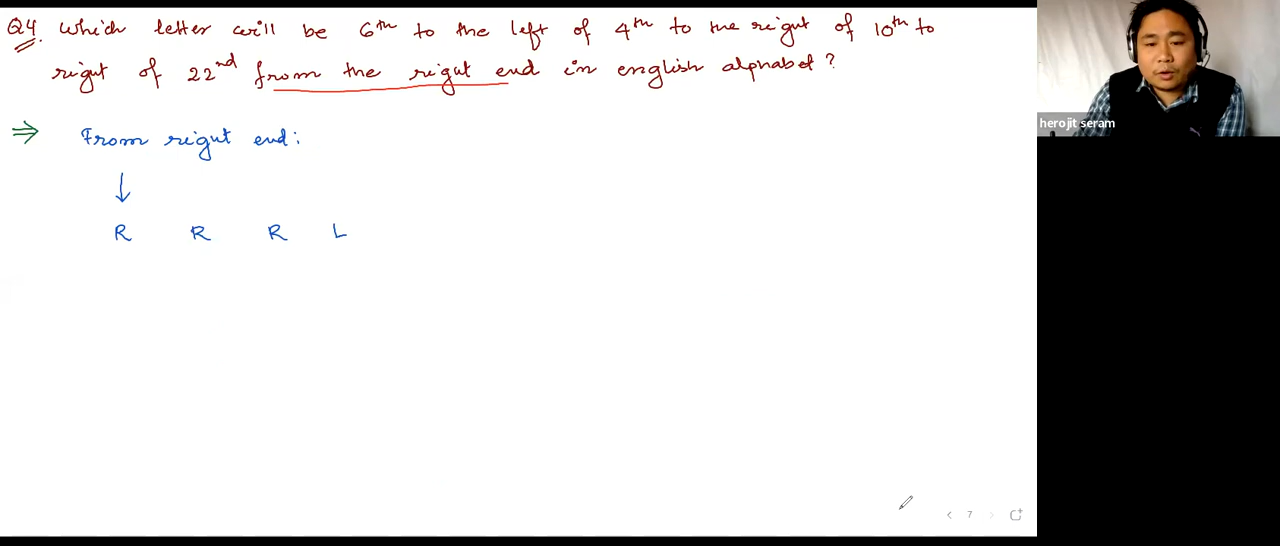 Q4. Which letter will be 6th to the left of 4th to the right of 10th to
right of 22nd from the right end in english alphabet ?
⇒ From right end:
↓
R R R L
herojit seram
< 7 >